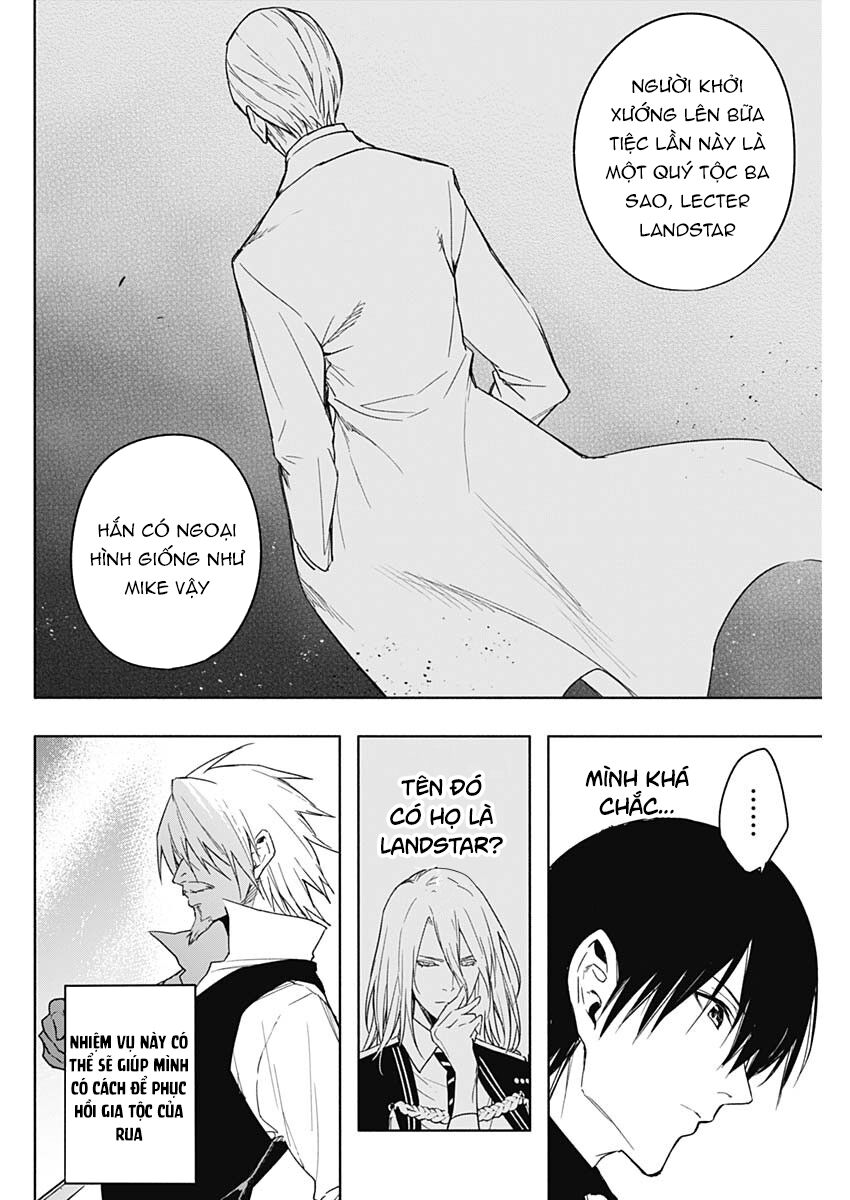 NGƯỜI KHỞI
XƯỚNG LÊN BỮA
TIỆC LẦN NÀY LÀ
MỘT QUÝ TỘC BA
SAO, LECTER
LANDSTAR
HẮN CÓ NGOẠI
HÌNH GIỐNG NHƯ
MIKE VẬY
MÌNH KHÁ
CHẮC...
......
TÊN ĐÓ
CÓ HỌ LÀ
LANDSTAR?
NHIỆM VỤ NÀY CÓ
THỂ SẼ GIÚP MÌNH
CÓ CÁCH ĐỂ PHỤC
HỒI GIA TỘC CỦA
RUA